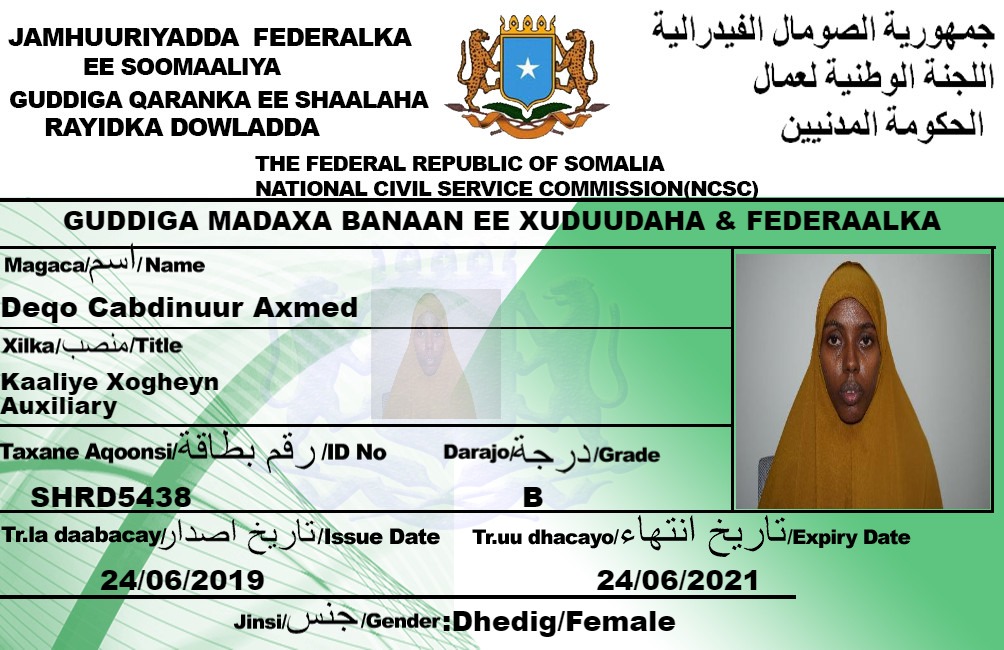 JAMHUURIYADDA FEDERALKA
EE SOOMAALIYA
GUDDIGA QARANKA EE SHAALAHA
RAYIDKA DOWLADDA
جمهورية الصومال الفيدرالية
اللجنة الوطنية لعمال
الحكومة المدنيين
THE FEDERAL REPUBLIC OF SOMALIA
NATIONAL CIVIL SERVICE COMMISSION(NCSC)
GUDDIGA MADAXA BANAAN EE XUDUUDAHA & FEDERAALKA
Magaca/اسم/Name
Deqo Cabdinuur Axmed
Xilka/منصب/Title
Kaaliye Xogheyn
Auxiliary
Taxane Aqoonsi/رقم بطاقة/ID No
Darajo/درجة/Grade
SHRD5438
B
Tr.la daabacay/تاريخ اصدار/Issue Date
Tr.uu dhacayo/تاريخ انتهاء/Expiry Date
24/06/2019
24/06/2021
Jinsi/جنس/Gender:Dhedig/Female